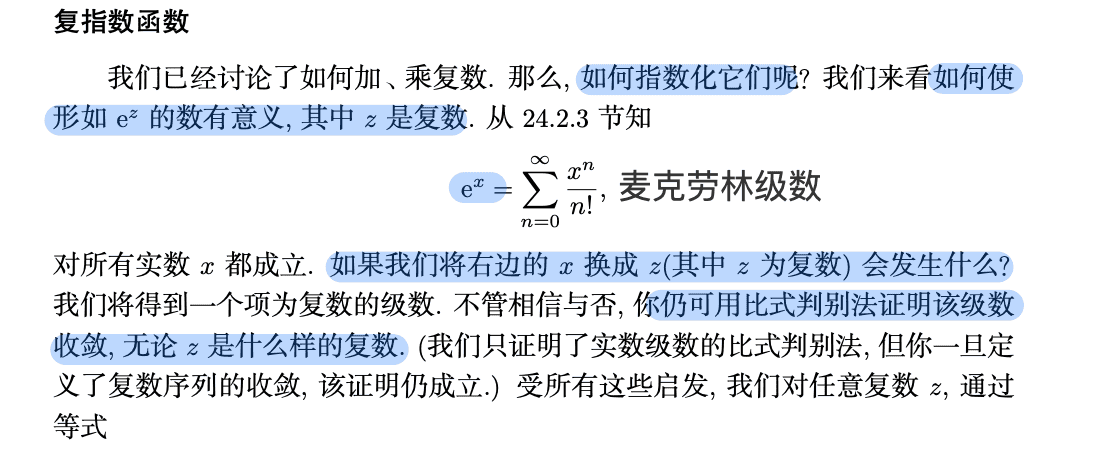 复指数函数
我们已经讨论了如何加、乘复数. 那么, 如何指数化它们呢? 我们来看如何使
形如 e^z 的数有意义, 其中 z 是复数. 从 24.2.3 节知
e^x = ∑_{n=0}^{∞} x^n/n!, 麦克劳林级数
对所有实数 x 都成立. 如果我们将右边的 x 换成 z(其中 z 为复数) 会发生什么?
我们将得到一个项为复数的级数. 不管相信与否, 你仍可用比式判别法证明该级数
收敛, 无论 z 是什么样的复数. (我们只证明了实数级数的比式判别法, 但你一旦定
义了复数序列的收敛, 该证明仍成立.) 受所有这些启发, 我们对任意复数 z, 通过
等式